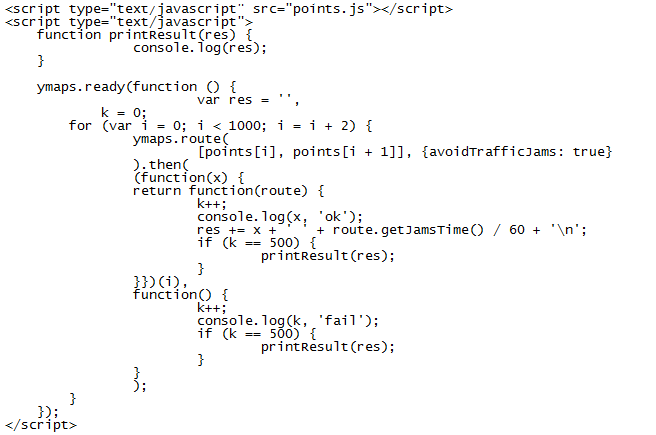 <script type="text/javascript" src="points.js"></script>
<script type="text/javascript">
    function printResult(res) {
                console.log(res);
    }

    ymaps.ready(function () {
                        var res = '',
            k = 0;
        for (var i = 0; i < 1000; i = i + 2) {
                ymaps.route(
                        [points[i], points[i + 1]], {avoidTrafficJams: true}
                ).then(
                (function(x) {
                return function(route) {
                        k++;
                        console.log(x, 'ok');
                        res += x + ' ' + route.getJamsTime() / 60 + '\n';
                        if (k == 500) {
                                printResult(res);
                        }
                }})(i),
                function() {
                        k++;
                        console.log(k, 'fail');
                        if (k == 500) {
                                printResult(res);
                        }
                }
                );
        }
    });
</script>